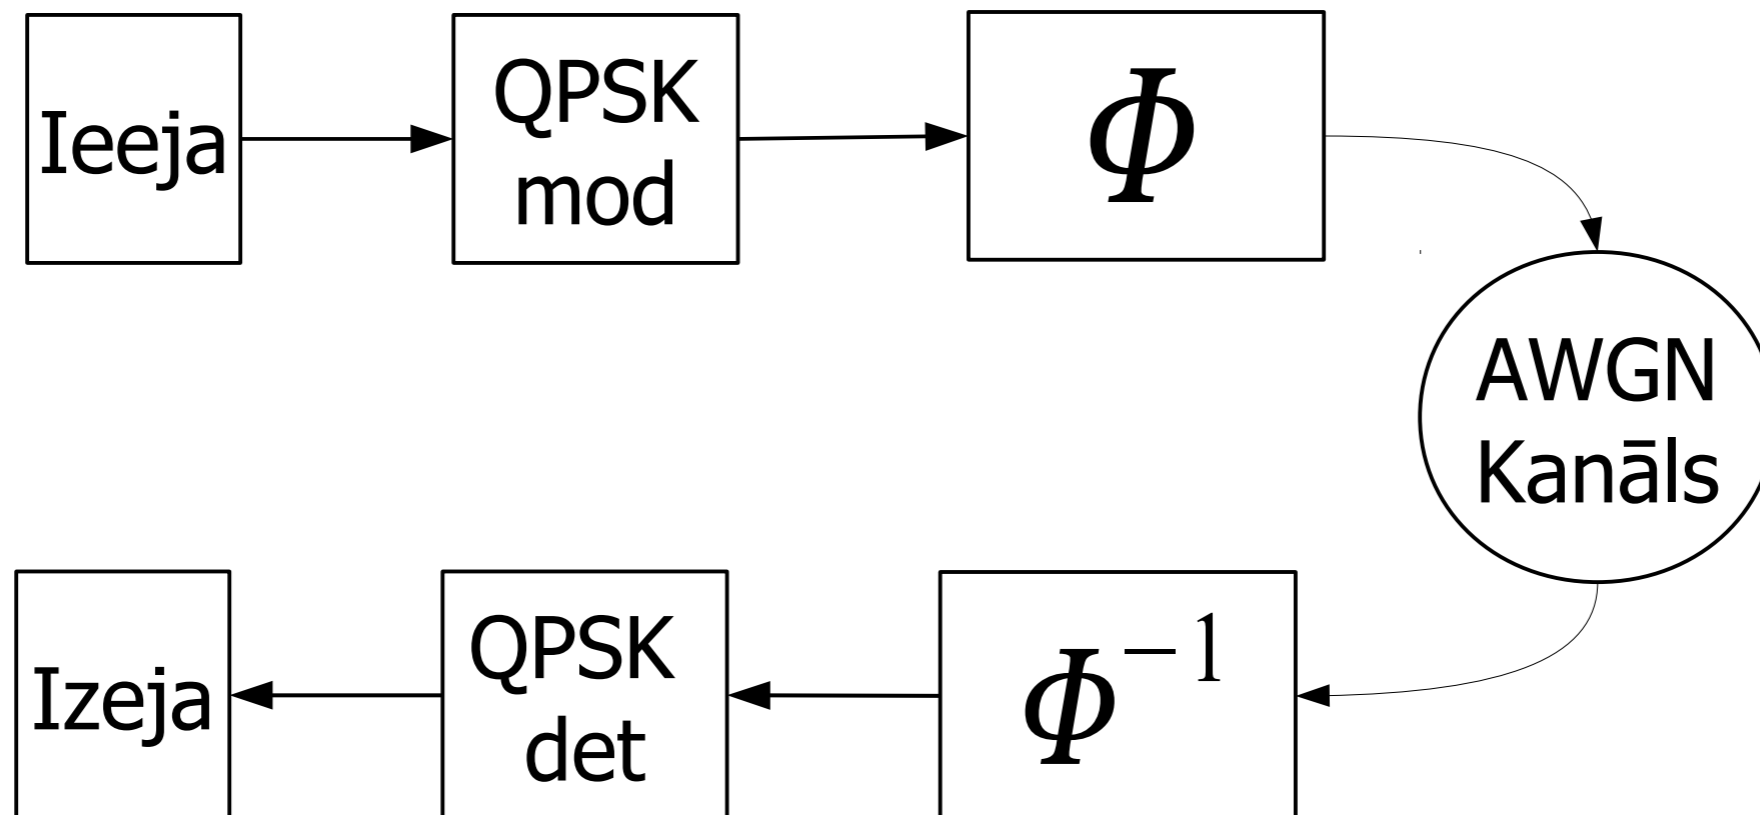 Ieeja
QPSK
mod
Φ
AWGN
Kanāls
Izeja
QPSK
det
Φ⁻¹